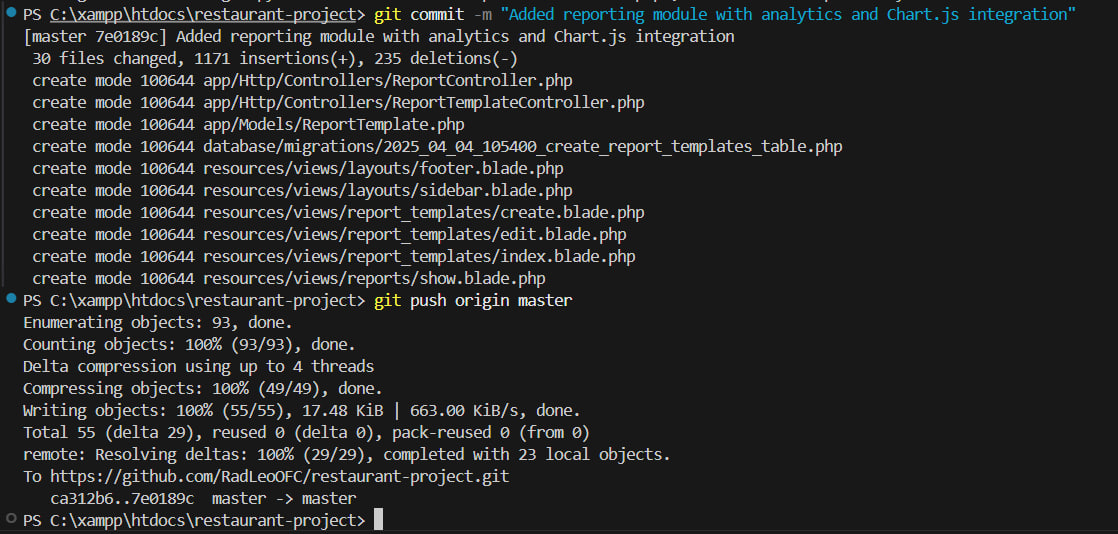 PS C:\xampp\htdocs\restaurant-project> git commit -m "Added reporting module with analytics and Chart.js integration"
[master 7e0189c] Added reporting module with analytics and Chart.js integration
 30 files changed, 1171 insertions(+), 235 deletions(-)
 create mode 100644 app/Http/Controllers/ReportController.php
 create mode 100644 app/Http/Controllers/ReportTemplateController.php
 create mode 100644 app/Models/ReportTemplate.php
 create mode 100644 database/migrations/2025_04_04_105400_create_report_templates_table.php
 create mode 100644 resources/views/layouts/footer.blade.php
 create mode 100644 resources/views/layouts/sidebar.blade.php
 create mode 100644 resources/views/report_templates/create.blade.php
 create mode 100644 resources/views/report_templates/edit.blade.php
 create mode 100644 resources/views/report_templates/index.blade.php
 create mode 100644 resources/views/reports/show.blade.php
PS C:\xampp\htdocs\restaurant-project> git push origin master
Enumerating objects: 93, done.
Counting objects: 100% (93/93), done.
Delta compression using up to 4 threads
Compressing objects: 100% (49/49), done.
Writing objects: 100% (55/55), 17.48 KiB | 663.00 KiB/s, done.
Total 55 (delta 29), reused 0 (delta 0), pack-reused 0 (from 0)
remote: Resolving deltas: 100% (29/29), completed with 23 local objects.
To https://github.com/RadLeoOFC/restaurant-project.git
   ca312b6..7e0189c  master -> master
PS C:\xampp\htdocs\restaurant-project>